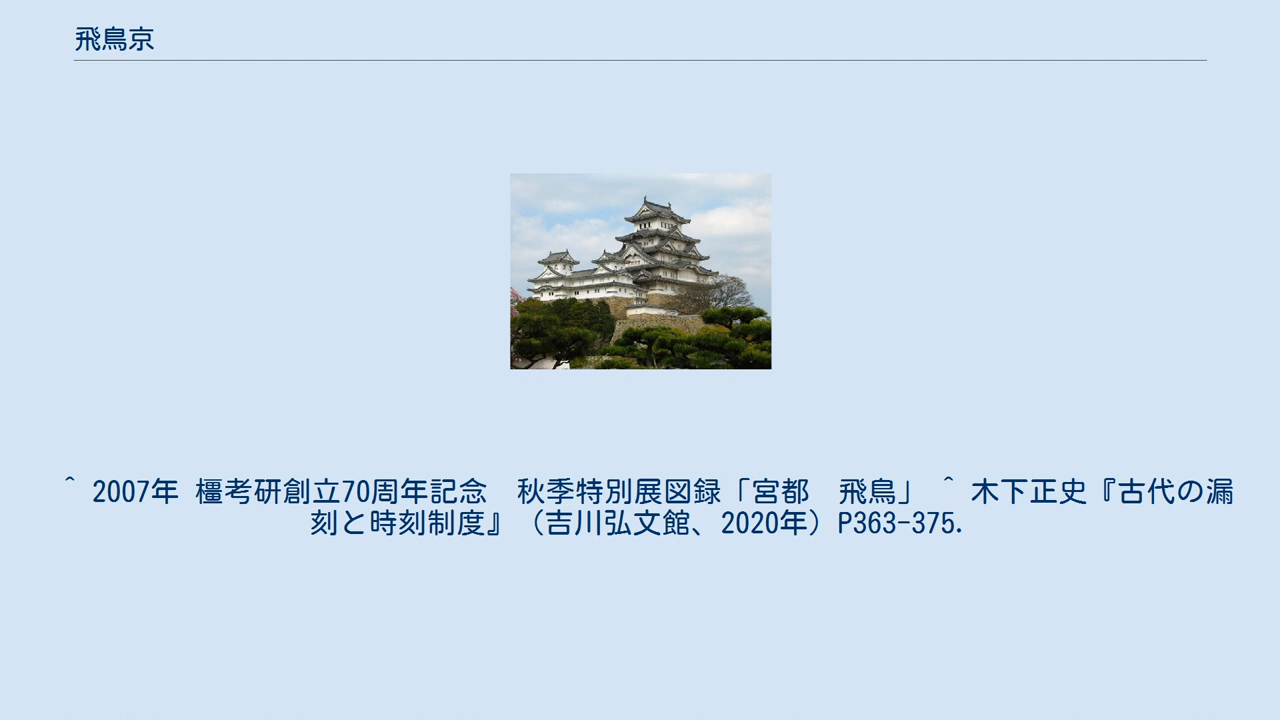 飛鳥京
^ 2007年 橿考研創立70周年記念　秋季特別展図録「宮都　飛鳥」 ^ 木下正史『古代の漏
刻と時刻制度』（吉川弘文館、2020年）P363-375.